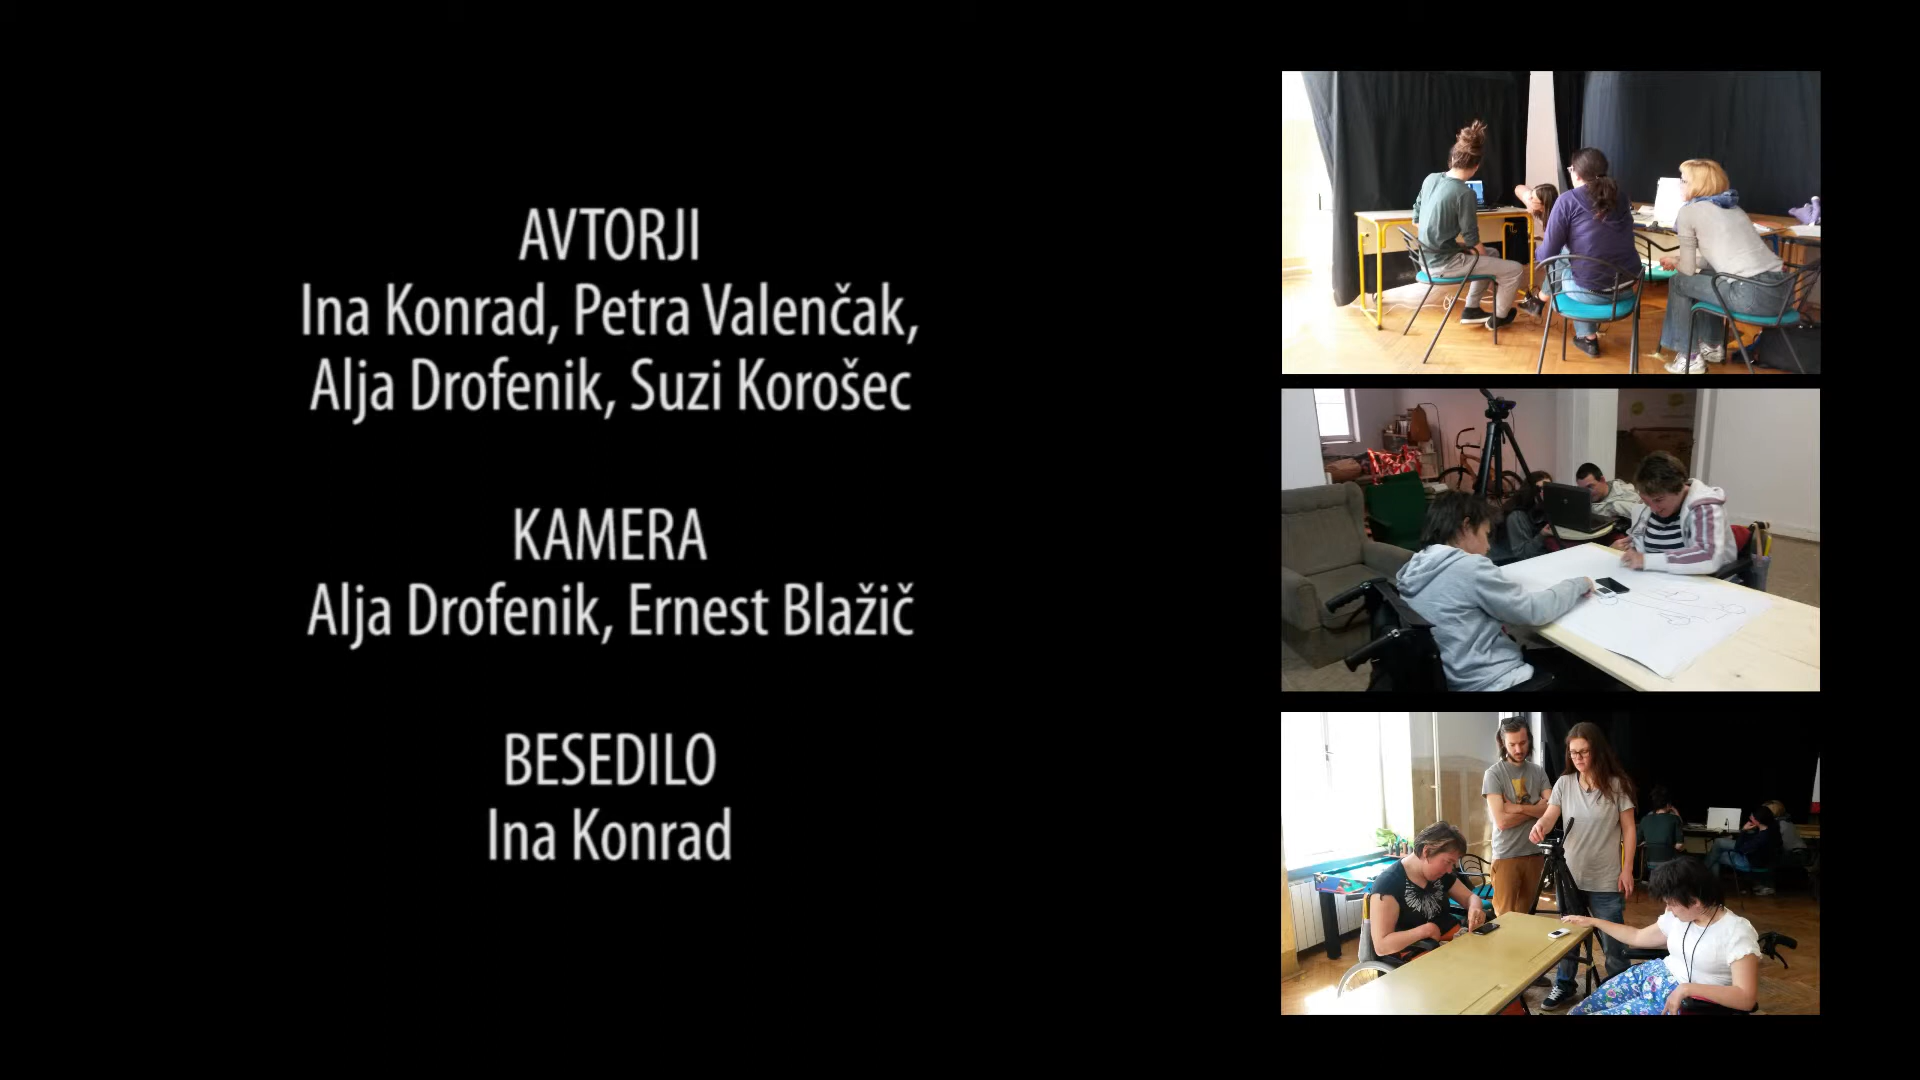 AVTORJI
Ina Konrad, Petra Valenčak,
Alja Drofenik, Suzi Korošec
KAMERA
Alja Drofenik, Ernest Blažič
BESEDILO
Ina Konrad